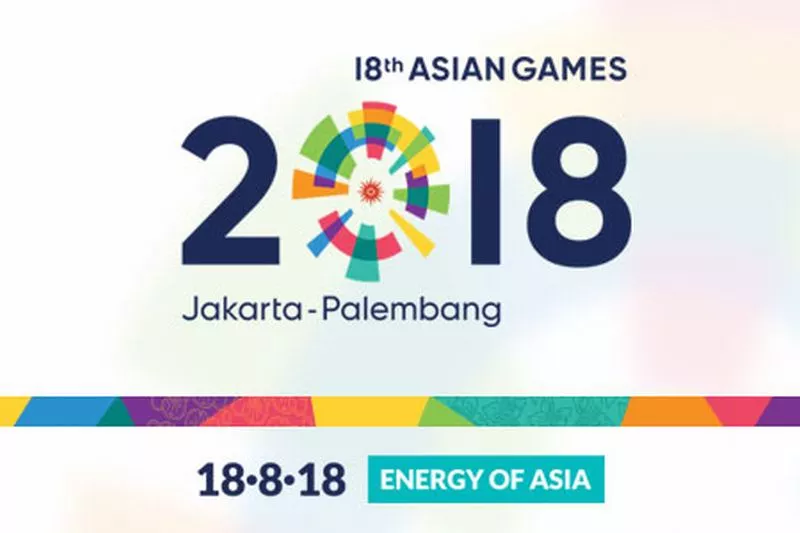 18th ASIAN GAMES
2018
Jakarta - Palembang
18•8•18 ENERGY OF ASIA